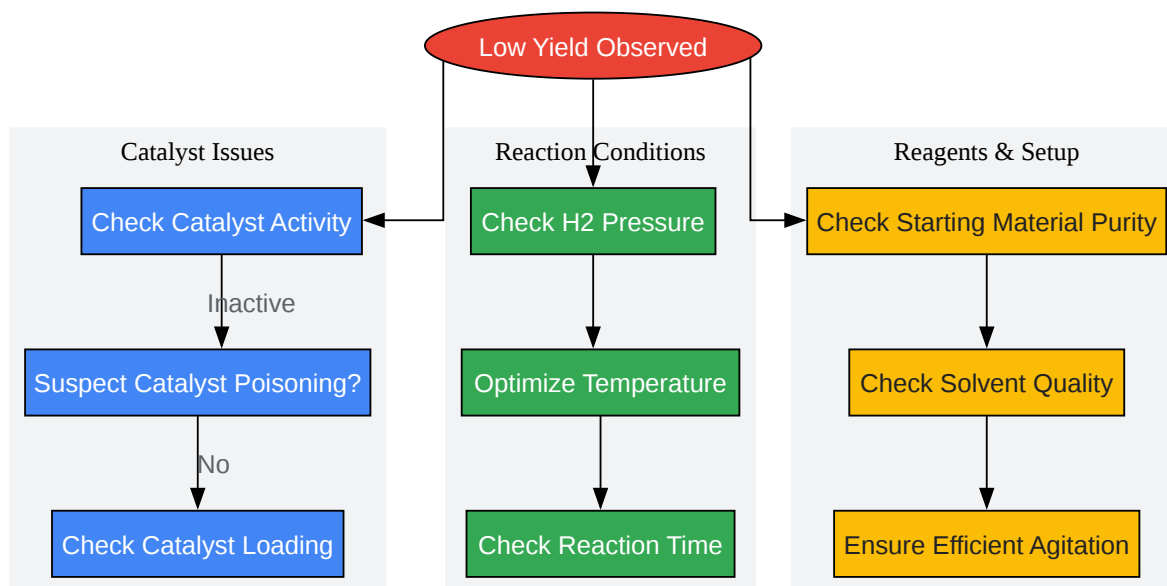 Low Yield Observed
Catalyst Issues
Check Catalyst Activity
Inactive
Suspect Catalyst Poisoning?
No
Check Catalyst Loading
Reaction Conditions
Check H2 Pressure
Optimize Temperature
Check Reaction Time
Reagents & Setup
Check Starting Material Purity
Check Solvent Quality
Ensure Efficient Agitation